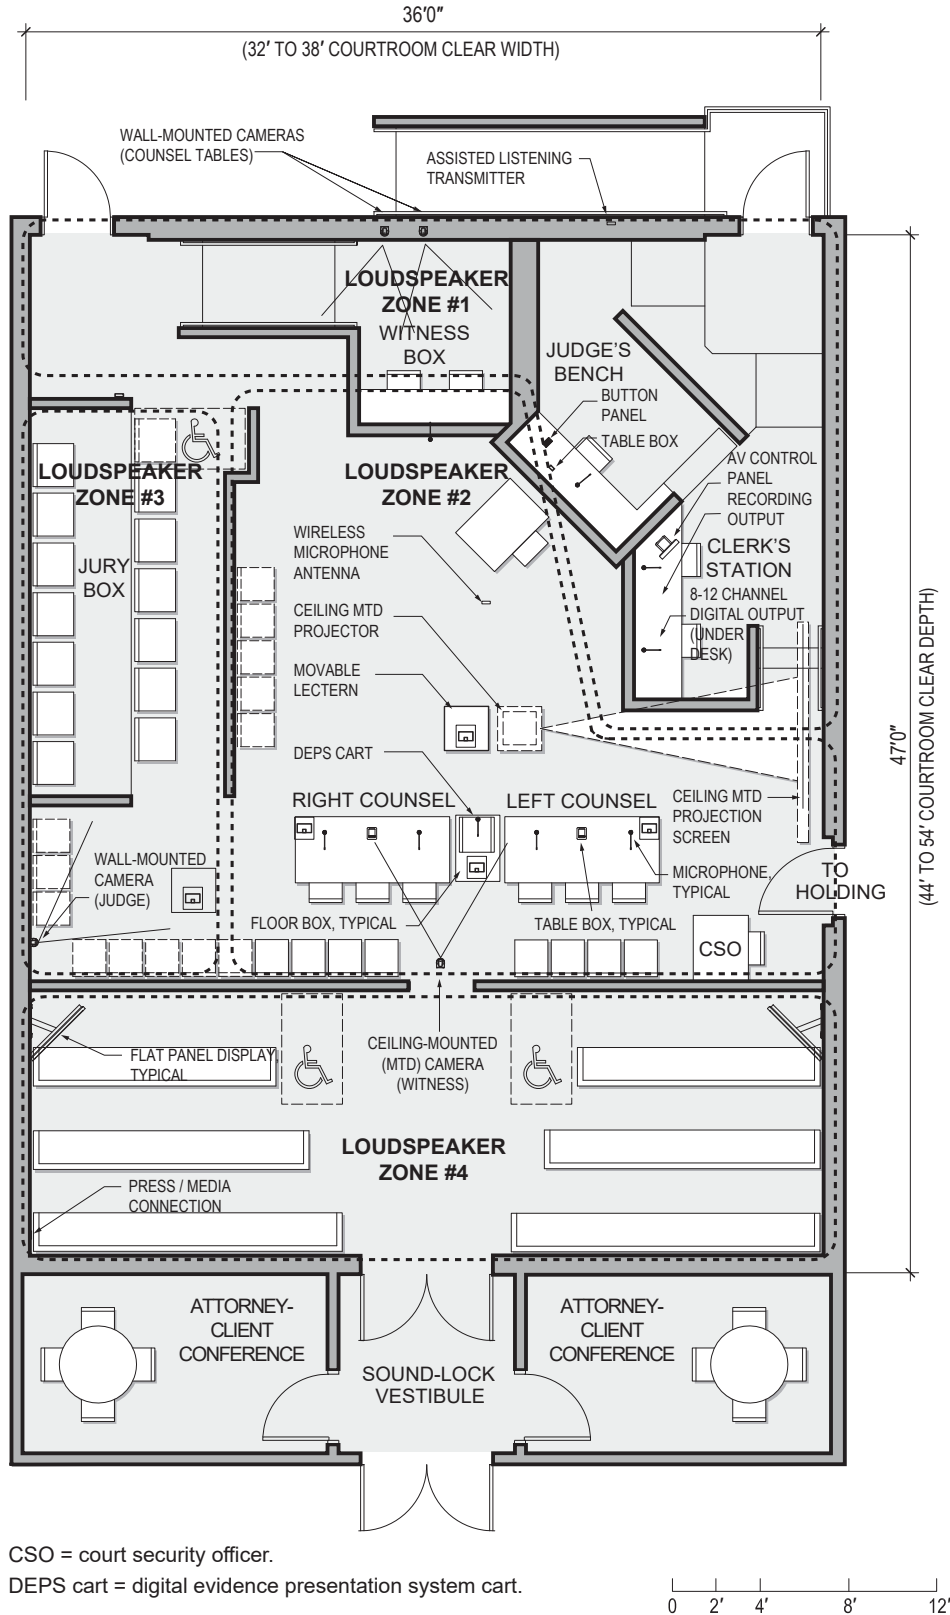 36′0″
(32′ TO 38′ COURTROOM CLEAR WIDTH)
WALL-MOUNTED CAMERAS
(COUNSEL TABLES)
ASSISTED LISTENING
TRANSMITTER
LOUDSPEAKER
ZONE #1
WITNESS
BOX
JUDGE’S
BENCH
BUTTON
PANEL
TABLE BOX
AV CONTROL
PANEL
RECORDING
OUTPUT
CLERK’S
STATION
8-12 CHANNEL
DIGITAL OUTPUT
(UNDER
DESK)
LOUDSPEAKER
ZONE #3
JURY
BOX
LOUDSPEAKER
ZONE #2
WIRELESS
MICROPHONE
ANTENNA
CEILING MTD
PROJECTOR
MOVABLE
LECTERN
DEPS CART
RIGHT COUNSEL
LEFT COUNSEL
CEILING MTD
PROJECTION
SCREEN
47′0″
(44′ TO 54′ COURTROOM CLEAR DEPTH)
WALL-MOUNTED
CAMERA
(JUDGE)
MICROPHONE,
TYPICAL
TO
HOLDING
FLOOR BOX, TYPICAL
TABLE BOX, TYPICAL
CSO
FLAT PANEL DISPLAY,
TYPICAL
CEILING-MOUNTED
(MTD) CAMERA
(WITNESS)
LOUDSPEAKER
ZONE #4
PRESS / MEDIA
CONNECTION
ATTORNEY-
CLIENT
CONFERENCE
SOUND-LOCK
VESTIBULE
ATTORNEY-
CLIENT
CONFERENCE
CSO = court security officer.
DEPS cart = digital evidence presentation system cart.
0 2′ 4′ 8′ 12′